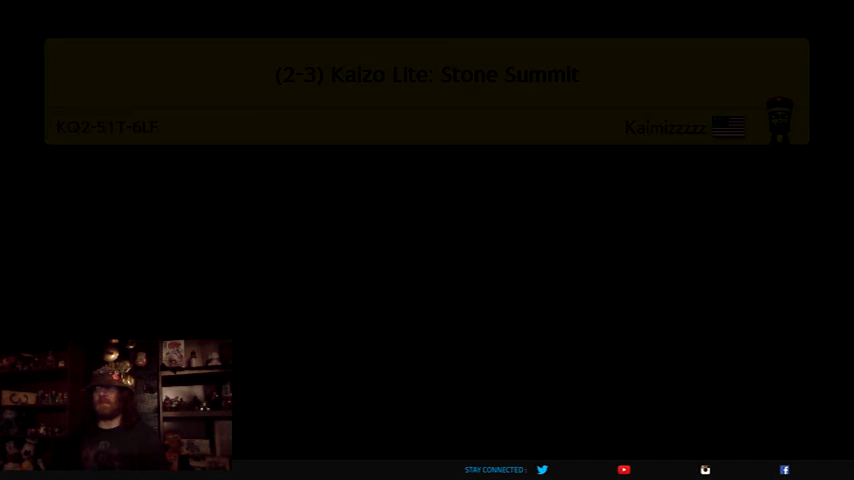 (2-3) Kaizo Lite: Stone Summit
KQ2-51T-6LF
Kaimizzzzz
STAY CONNECTED :